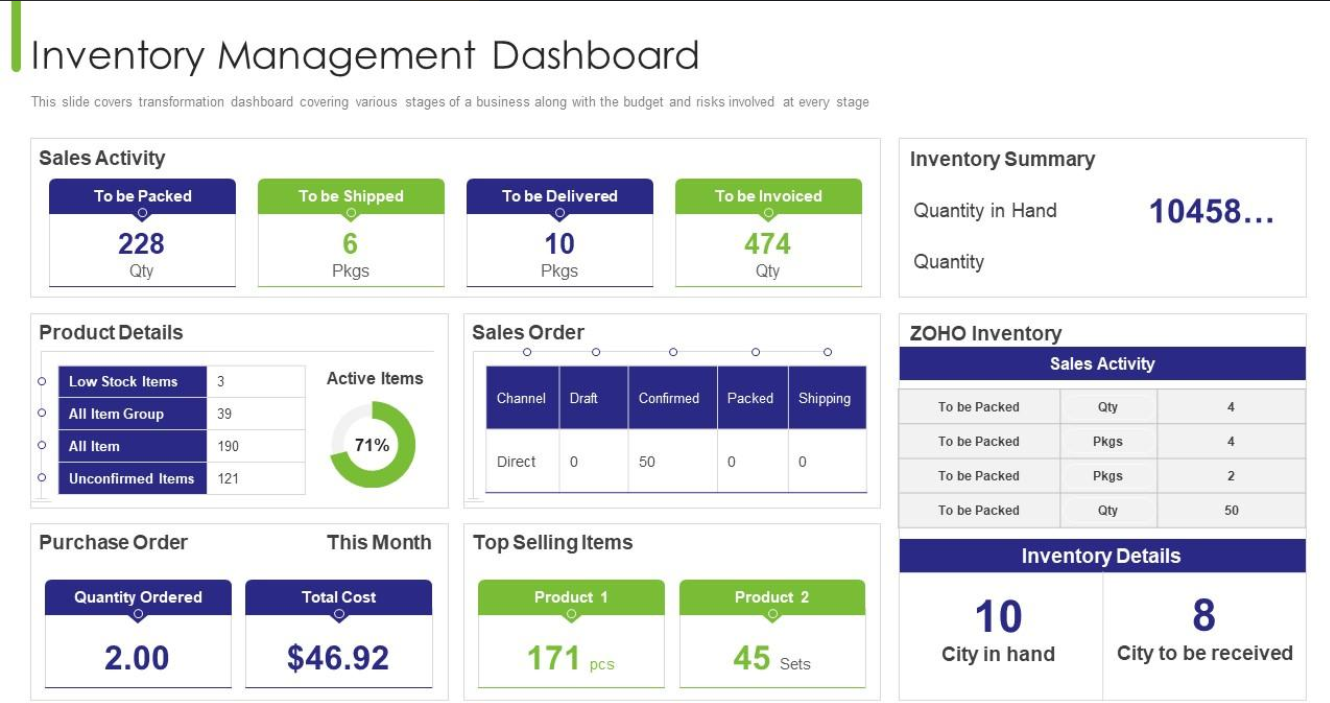 Inventory Management Dashboard
This slide covers transformation dashboard covering various stages of a business along with the budget and risks involved at every stage
Sales Activity
To be Packed
228
Qty
To be Shipped
6
Pkgs
To be Delivered
10
Pkgs
To be Invoiced
474
Qty
Inventory Summary
Quantity in Hand 10458...
Quantity
Product Details
Low Stock Items 3
All Item Group 39
All Item 190
Unconfirmed Items 121
Active Items
71%
Sales Order
Channel Draft Confirmed Packed Shipping
Direct 0 50 0 0
ZOHO Inventory
Sales Activity
To be Packed Qty 4
To be Packed Pkgs 4
To be Packed Pkgs 2
To be Packed Qty 50
Purchase Order This Month
Quantity Ordered
2.00
Total Cost
$46.92
Top Selling Items
Product 1
171 pcs
Product 2
45 Sets
Inventory Details
10
City in hand
8
City to be received